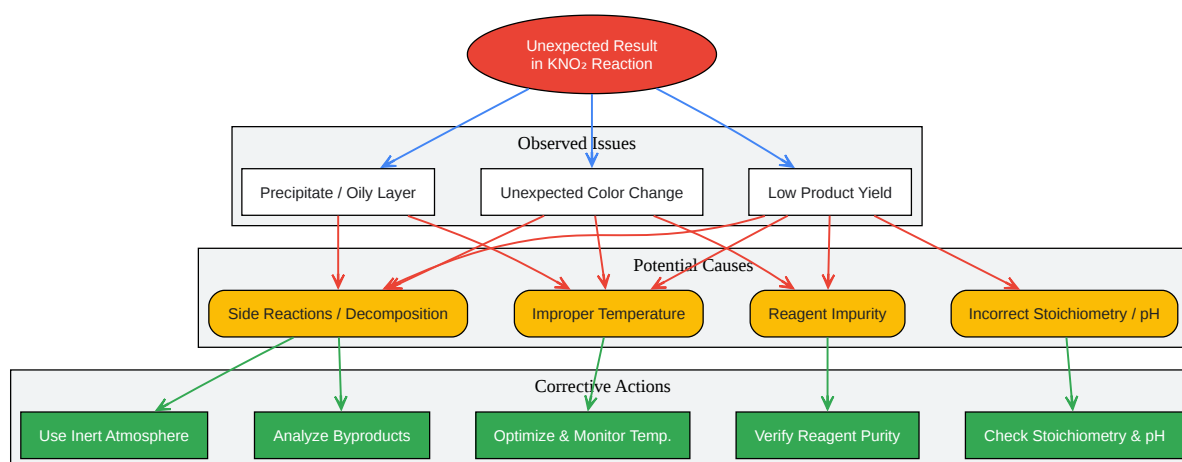 Unexpected Result
in KNO₂ Reaction
Observed Issues
Precipitate / Oily Layer
Unexpected Color Change
Low Product Yield
Potential Causes
Side Reactions / Decomposition
Improper Temperature
Reagent Impurity
Incorrect Stoichiometry / pH
Corrective Actions
Use Inert Atmosphere
Analyze Byproducts
Optimize & Monitor Temp.
Verify Reagent Purity
Check Stoichiometry & pH